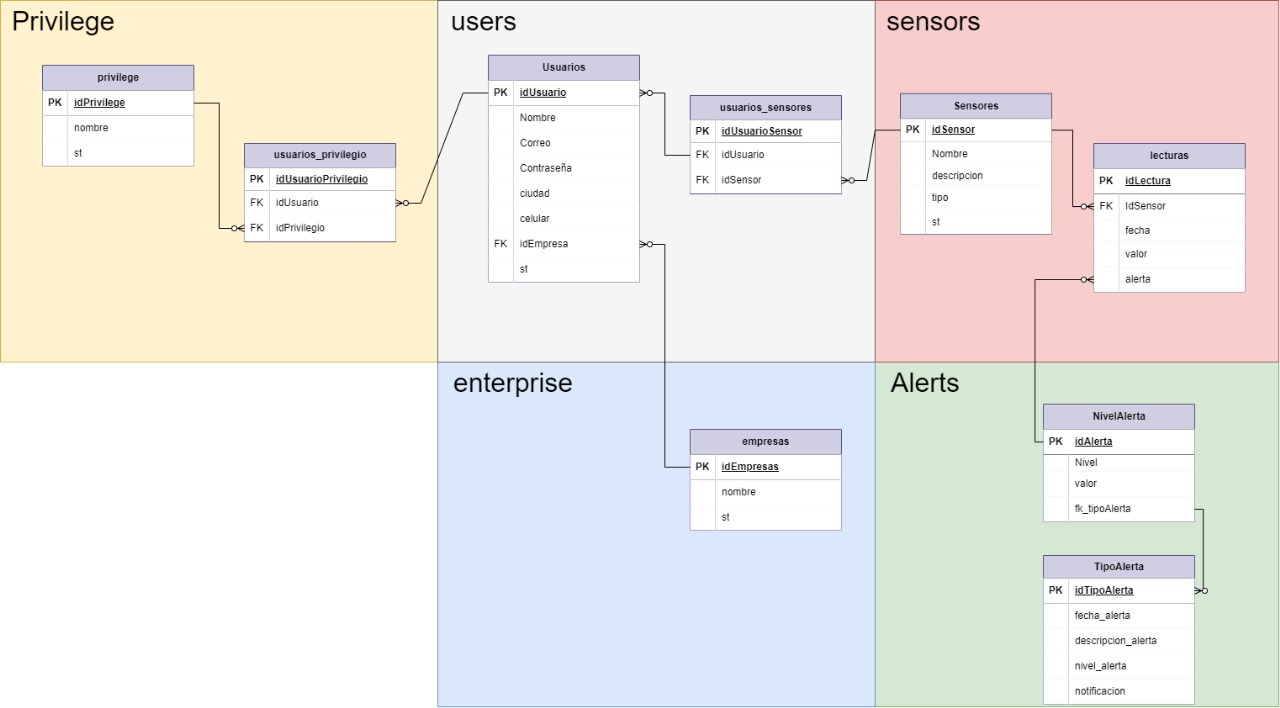 Privilege
privilege
PK idPrivilege
nombre
st
usuarios_privilegio
PK idUsuarioPrivilegio
FK idUsuario
FK idPrivilegio
users
Usuarios
PK idUsuario
Nombre
Correo
Contraseña
ciudad
celular
FK idEmpresa
st
usuarios_sensores
PK idUsuarioSensor
FK idUsuario
FK idSensor
sensors
Sensores
PK idSensor
Nombre
descripcion
tipo
st
lecturas
PK idLectura
FK IdSensor
fecha
valor
alerta
enterprise
empresas
PK idEmpresas
nombre
st
Alerts
NivelAlerta
PK idAlerta
Nivel
valor
fk_tipoAlerta
TipoAlerta
PK idTipoAlerta
fecha_alerta
descripcion_alerta
nivel_alerta
notificacion